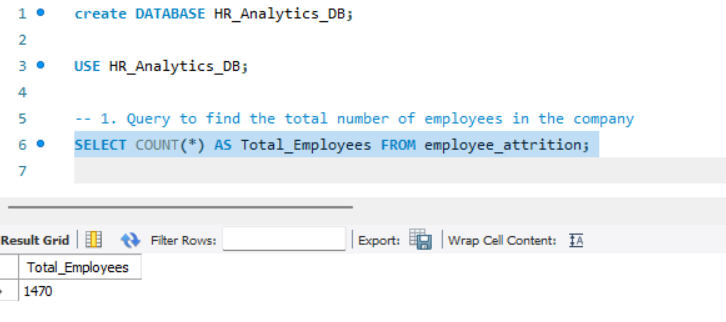 1 create DATABASE HR_Analytics_DB;
2
3 USE HR_Analytics_DB;
4
5 -- 1. Query to find the total number of employees in the company
6 SELECT COUNT(*) AS Total_Employees FROM employee_attrition;
7
Result Grid Filter Rows: Export: Wrap Cell Content: IA
Total_Employees
1470